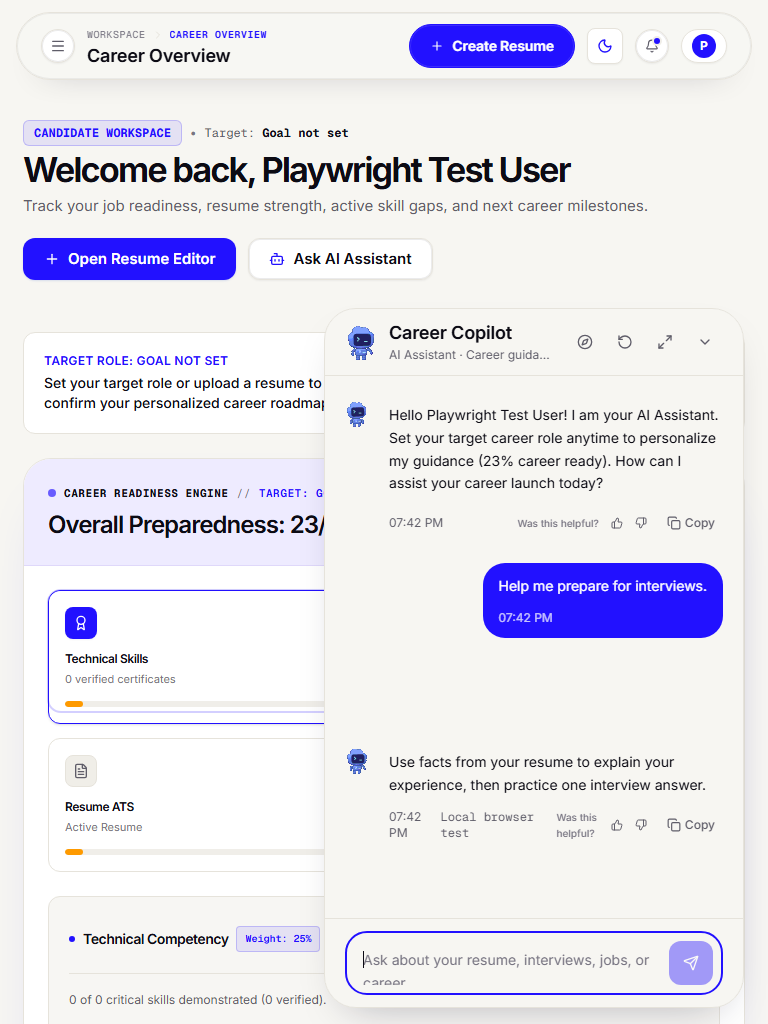 WORKSPACE CAREER OVERVIEW
Career Overview
Create Resume
P
CANDIDATE WORKSPACE • Target: Goal not set
Welcome back, Playwright Test User
Track your job readiness, resume strength, active skill gaps, and next career milestones.
Open Resume Editor
Ask AI Assistant
TARGET ROLE: GOAL NOT SET
Set your target role or upload a resume to
confirm your personalized career roadmap
CAREER READINESS ENGINE // TARGET: G
Overall Preparedness: 23/
Technical Skills
0 verified certificates
Resume ATS
Active Resume
Technical Competency Weight: 25%
0 of 0 critical skills demonstrated (0 verified).
Career Copilot
AI Assistant · Career guida...
Hello Playwright Test User! I am your AI Assistant.
Set your target career role anytime to personalize
my guidance (23% career ready). How can I
assist your career launch today?
07:42 PM Was this helpful? Copy
Help me prepare for interviews.
07:42 PM
Use facts from your resume to explain your
experience, then practice one interview answer.
07:42 PM Local browser test Was this helpful? Copy
Ask about your resume, interviews, jobs, or
career